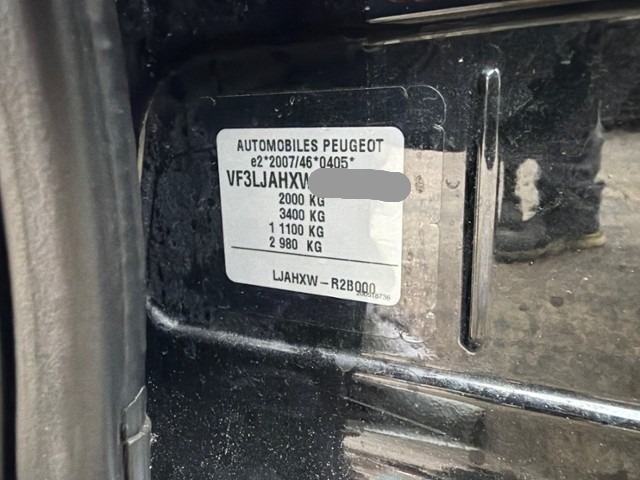 AUTOMOBILES PEUGEOT
e2*2007/46*0405*
VF3LJAHXW
2000 KG
3400 KG
1 1100 KG
2 980 KG
LJAHXW-R2B000